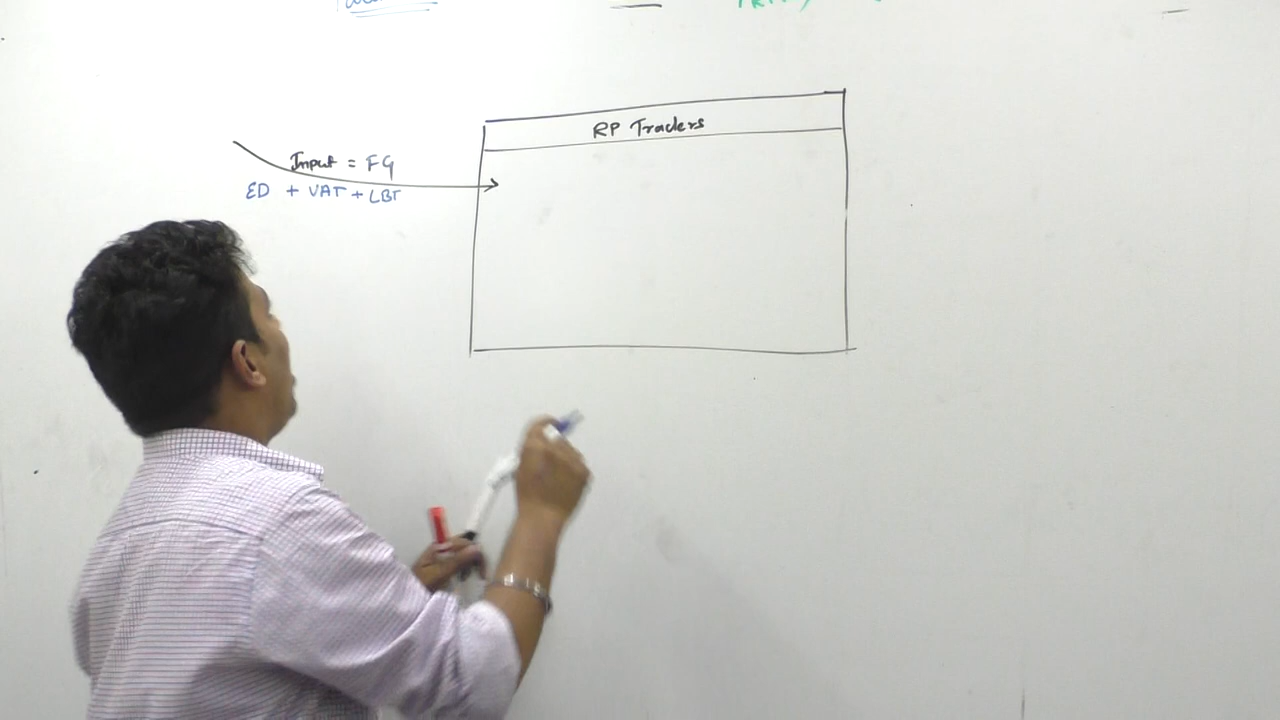 RP Traders
Input = FG
ED + VAT + LBT